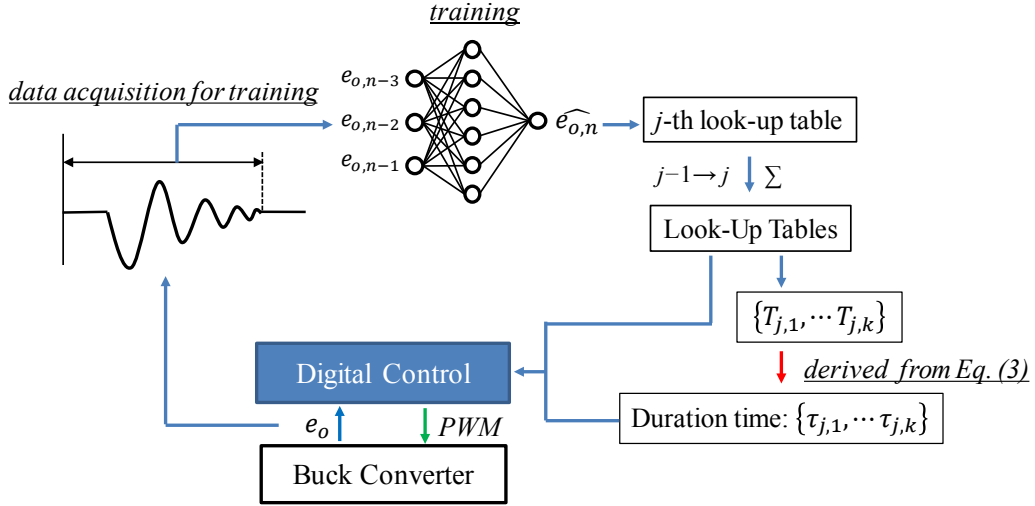 training
data acquisition for training
e_{o,n−3}
e_{o,n−2}
e_{o,n−1}
\widehat{e_{o,n}}
j-th look-up table
j−1→j ∑
Look-Up Tables
{T_{j,1},⋯T_{j,k}}
derived from Eq. (3)
Duration time: {τ_{j,1},⋯τ_{j,k}}
Digital Control
e_o PWM
Buck Converter